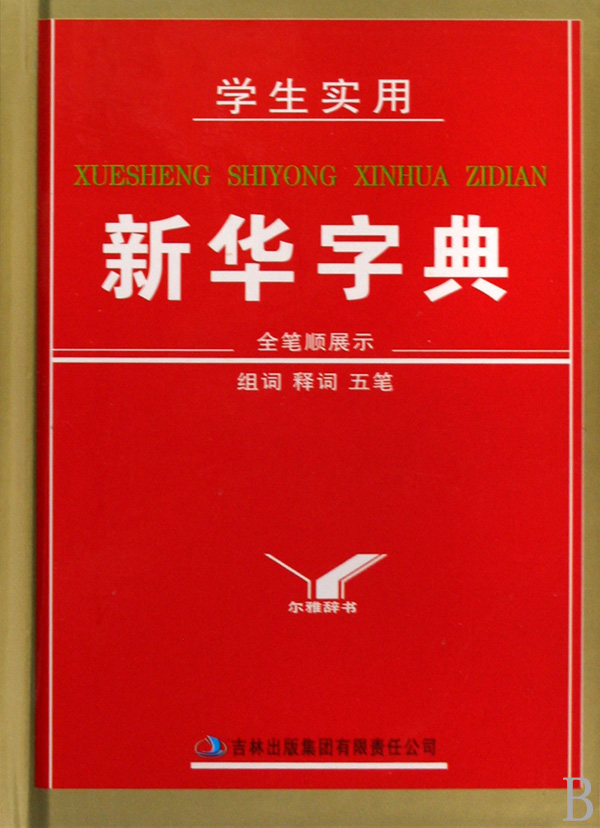 学生实用
XUESHENG SHIYONG XINHUA ZIDIAN
新华字典
全笔顺展示
组词 释词 五笔
尔雅辞书
吉林出版集团有限责任公司
B